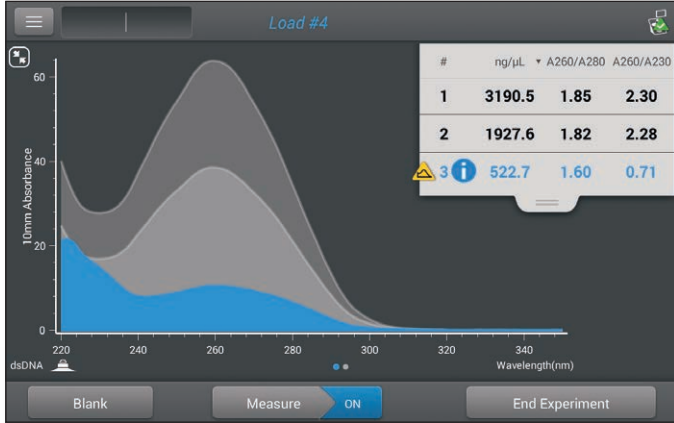 Load #4
# ng/µL ▾ A260/A280 A260/A230
1 3190.5 1.85 2.30
2 1927.6 1.82 2.28
3 i 522.7 1.60 0.71
60
40
20
0
10mm Absorbance
220 240 260 280 300 320 340
dsDNA
Wavelength(nm)
Blank
Measure ON
End Experiment